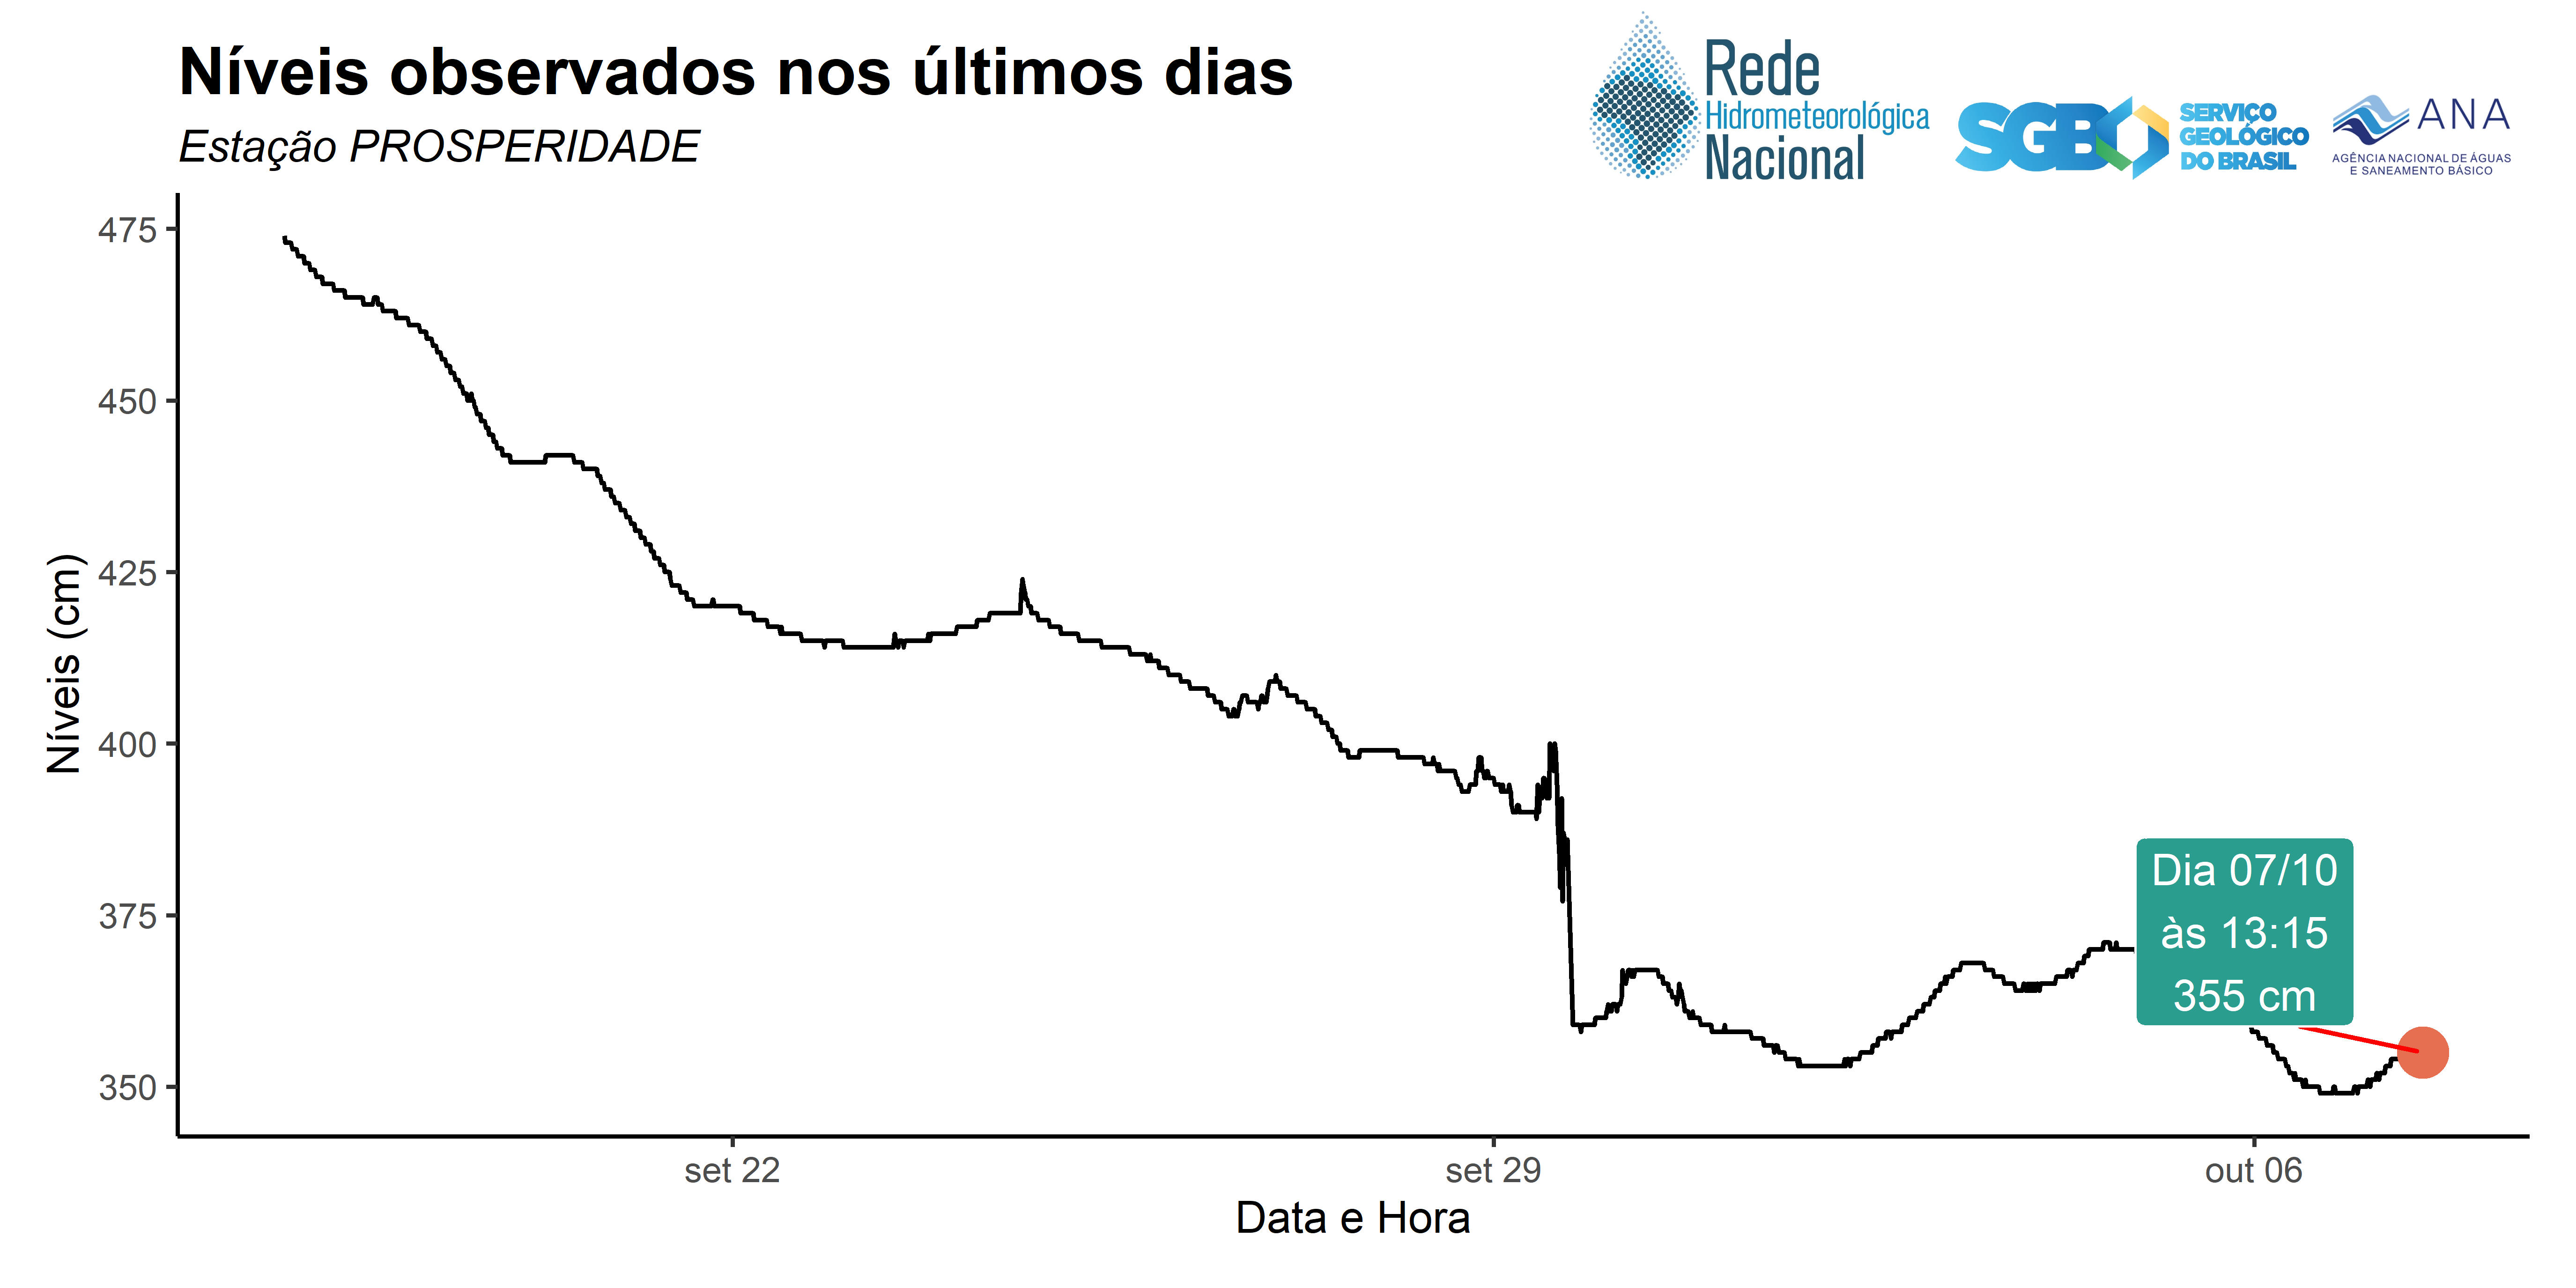 Níveis observados nos últimos dias
Estação PROSPERIDADE
Rede
Hidrometeorológica
Nacional
SGB
SERVIÇO
GEOLÓGICO
DO BRASIL
ANA
AGÊNCIA NACIONAL DE ÁGUAS
E SANEAMENTO BÁSICO
Níveis (cm)
475
450
425
400
375
350
Dia 07/10
às 13:15
355 cm
set 22
set 29
out 06
Data e Hora